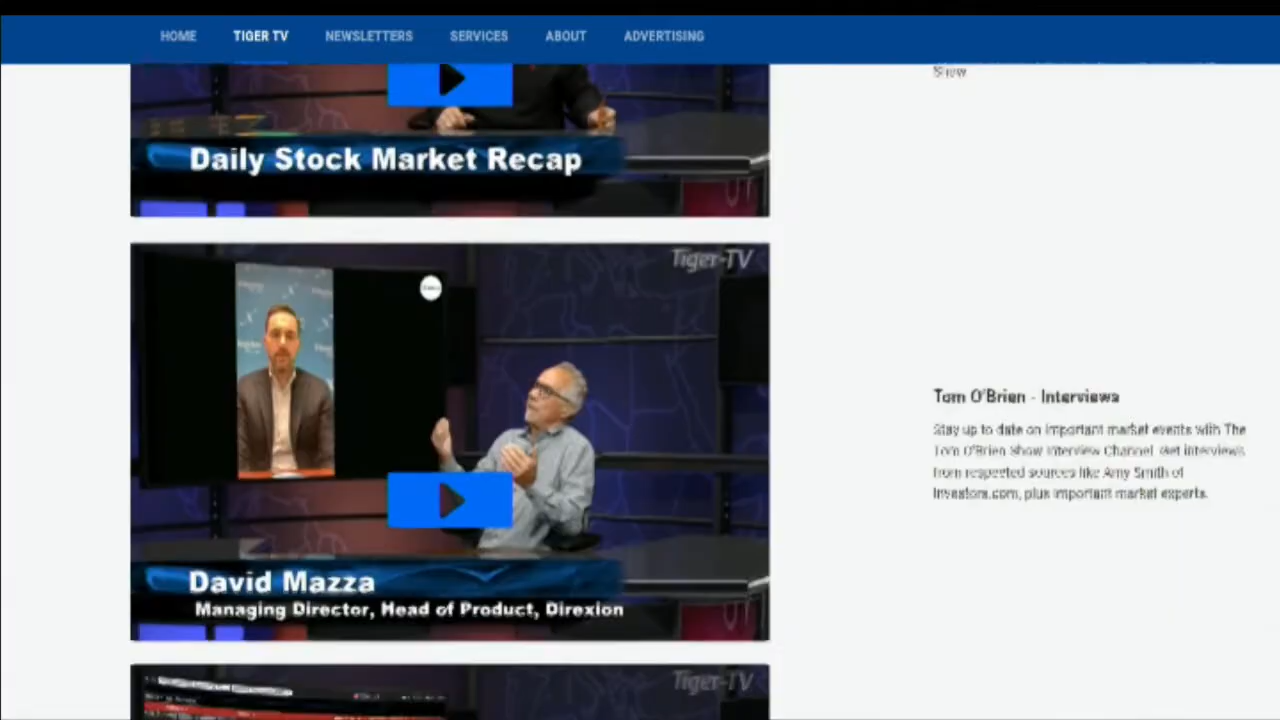 HOME TIGER TV NEWSLETTERS SERVICES ABOUT ADVERTISING
Show
Daily Stock Market Recap
Tiger-TV
Tom O'Brien - Interviews
Stay up to date on important market events with The
Tom O'Brien Show Interview Channel. Get interviews
from respected sources like Amy Smith of
Investors.com, plus important market experts.
David Mazza
Managing Director, Head of Product, Direxion
Tiger-TV